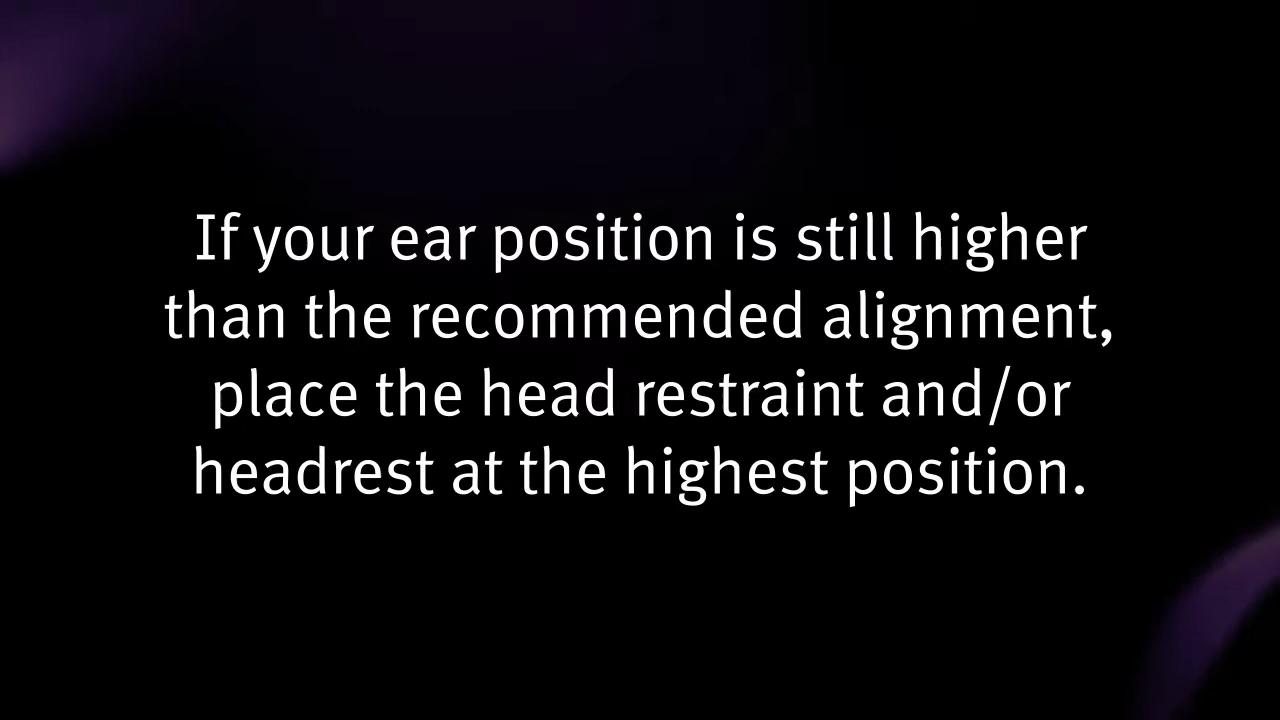 If your ear position is still higher
than the recommended alignment,
place the head restraint and/or
headrest at the highest position.